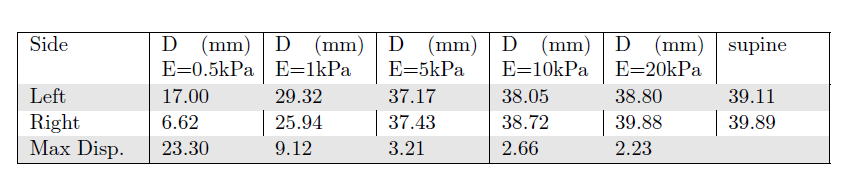 Side D (mm) D (mm) D (mm) D (mm) D (mm) supine
E=0.5kPa E=1kPa E=5kPa E=10kPa E=20kPa
Left 17.00 29.32 37.17 38.05 38.80 39.11
Right 6.62 25.94 37.43 38.72 39.88 39.89
Max Disp. 23.30 9.12 3.21 2.66 2.23